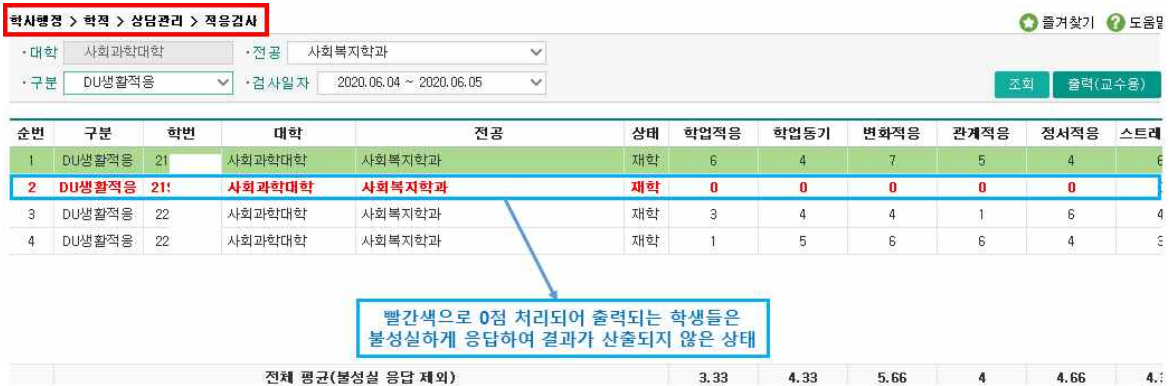 학사행정 > 학적 > 상담관리 > 적응검사
즐겨찾기 도움말
·대학 사회과학대학 ·전공 사회복지학과
·구분 DU생활적응 ·검사일자 2020.06.04 ~ 2020.06.05 조회 출력(교수용)
순번 구분 학번 대학 전공 상태 학업적응 학업동기 변화적응 관계적응 정서적응 스트레
1 DU생활적응 21 사회과학대학 사회복지학과 재학 6 4 7 5 4 6
2 DU생활적응 219 사회과학대학 사회복지학과 재학 0 0 0 0 0
3 DU생활적응 22 사회과학대학 사회복지학과 재학 3 4 4 1 6 4
4 DU생활적응 22 사회과학대학 사회복지학과 재학 1 5 6 6 4
빨간색으로 0점 처리되어 출력되는 학생들은
불성실하게 응답하여 결과가 산출되지 않은 상태
전체 평균(불성실 응답 제외) 3.33 4.33 5.66 4 4.66 4.